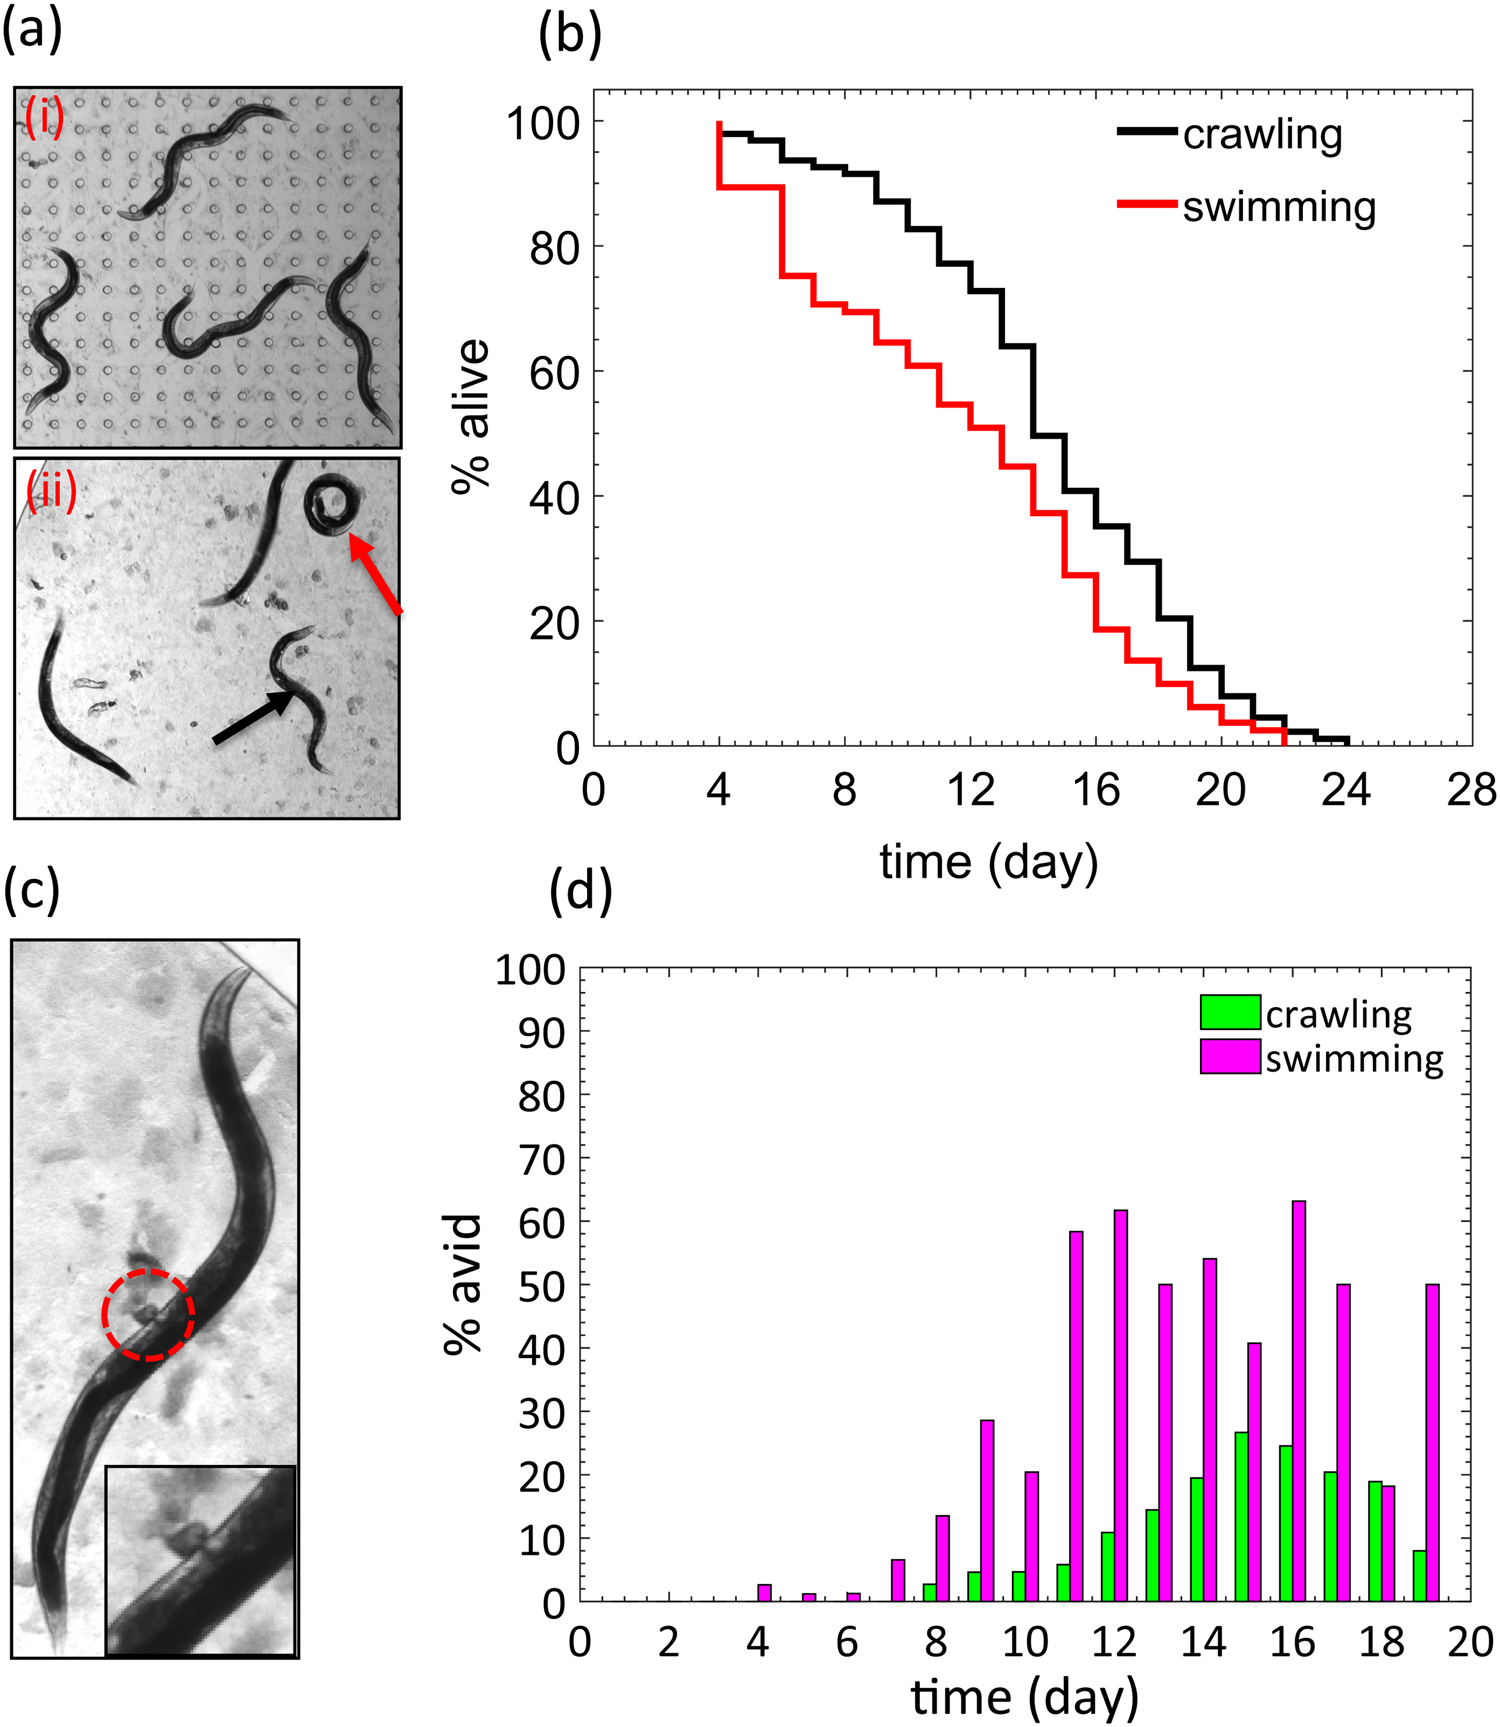 (a)
(i)
(ii)
(b)
100
80
60
40
20
0
% alive
crawling
swimming
0 4 8 12 16 20 24 28
time (day)
(c)
(d)
100
90
80
70
60
50
40
30
20
10
0
% avid
crawling
swimming
0 2 4 6 8 10 12 14 16 18 20
time (day)